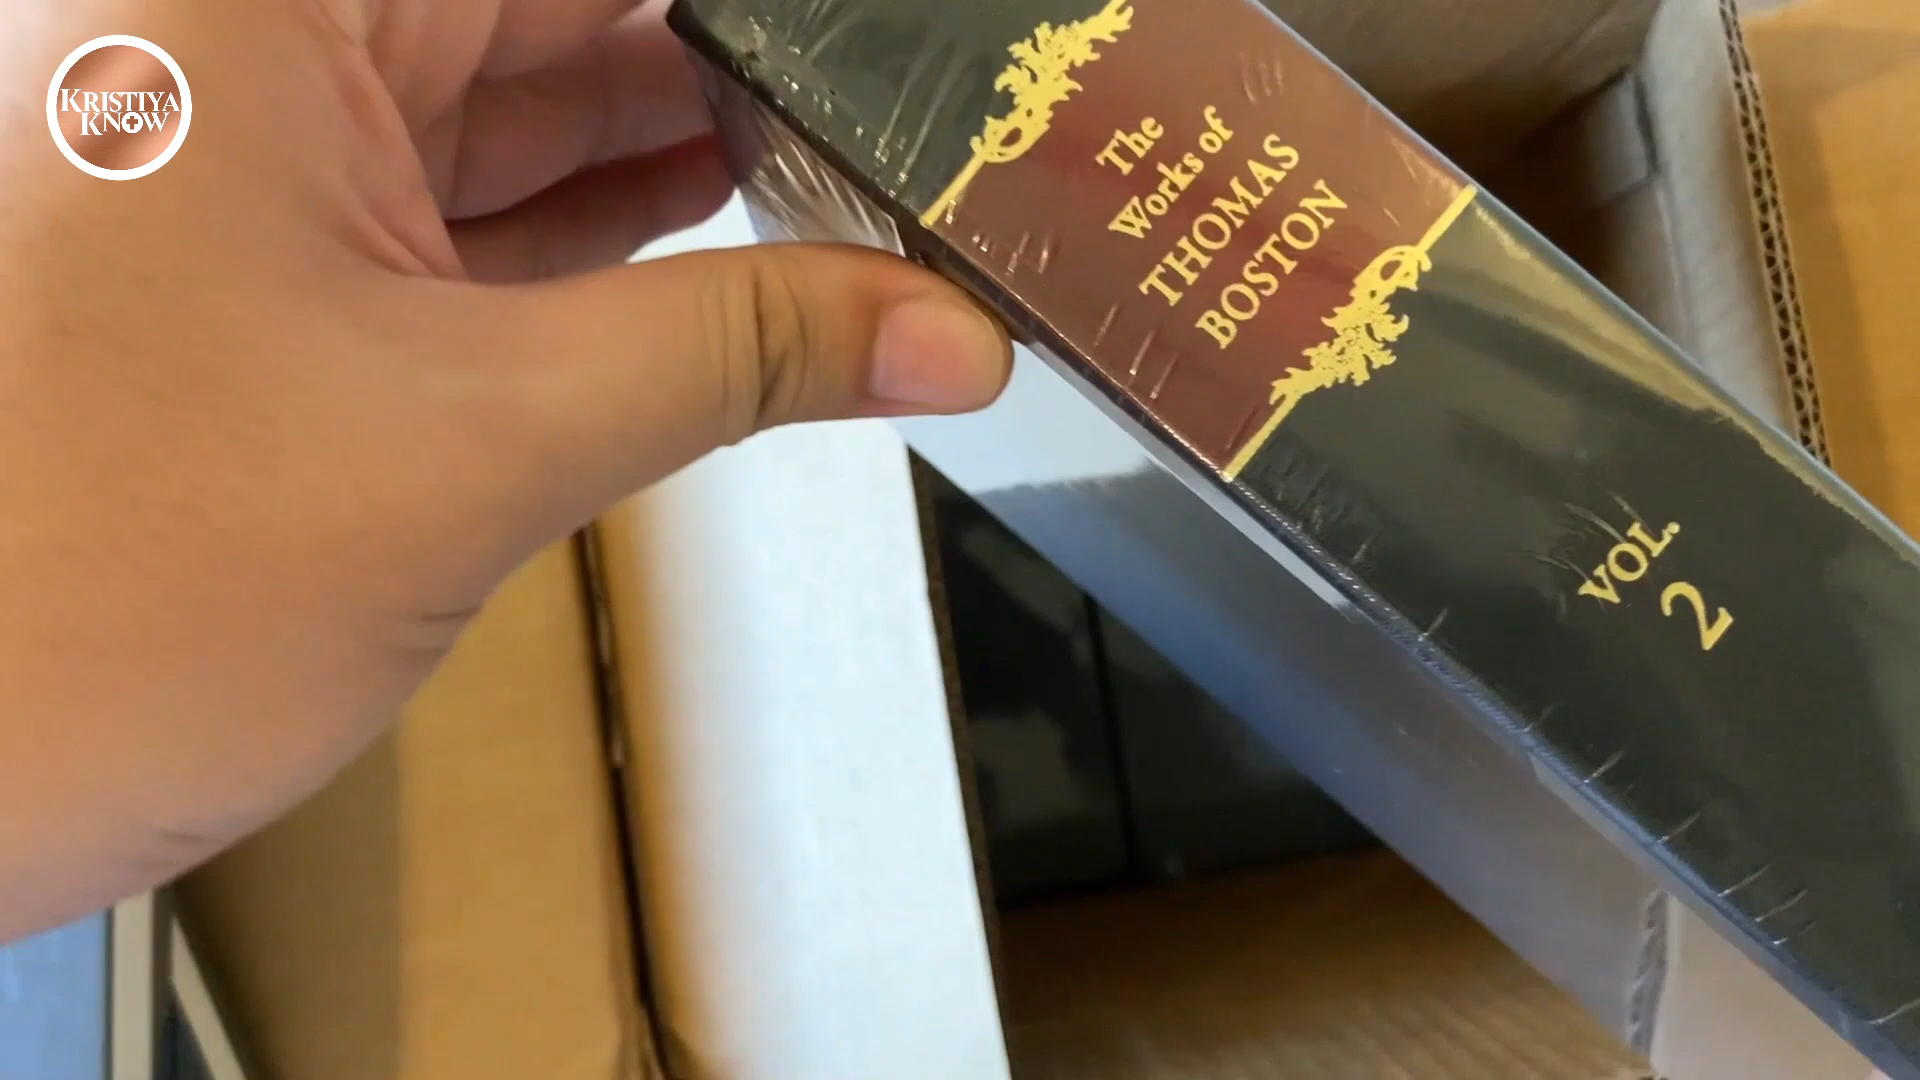 KRISTIYA
KNOW
The
Works of
THOMAS
BOSTON
VOL.
2